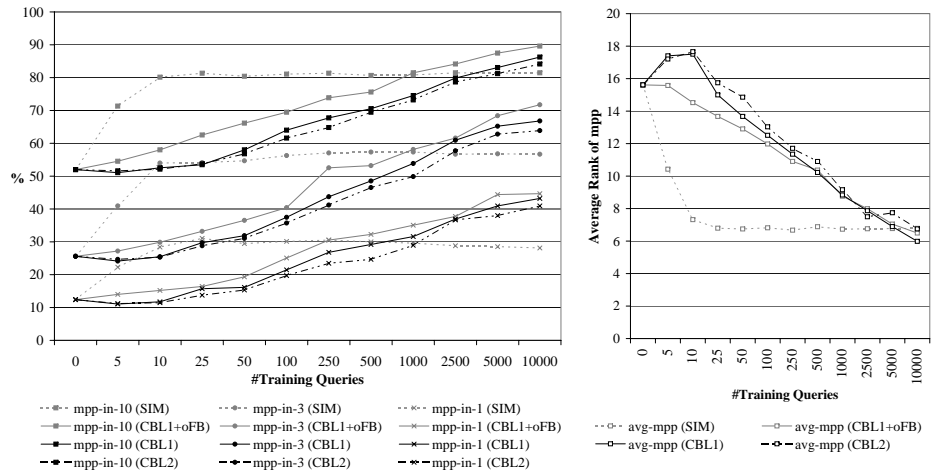 100
90
80
70
60
50
40
30
20
10
0
%
0 5 10 25 50 100 250 500 1000 2500 5000 10000
#Training Queries
mpp-in-10 (SIM) mpp-in-3 (SIM) mpp-in-1 (SIM)
mpp-in-10 (CBL1+oFB) mpp-in-3 (CBL1+oFB) mpp-in-1 (CBL1+oFB)
mpp-in-10 (CBL1) mpp-in-3 (CBL1) mpp-in-1 (CBL1)
mpp-in-10 (CBL2) mpp-in-3 (CBL2) mpp-in-1 (CBL2)
20
18
16
14
12
10
8
6
4
2
0
Average Rank of mpp
0 5 10 25 50 100 250 500 1000 2500 5000 10000
#Training Queries
avg-mpp (SIM) avg-mpp (CBL1+oFB)
avg-mpp (CBL1) avg-mpp (CBL2)